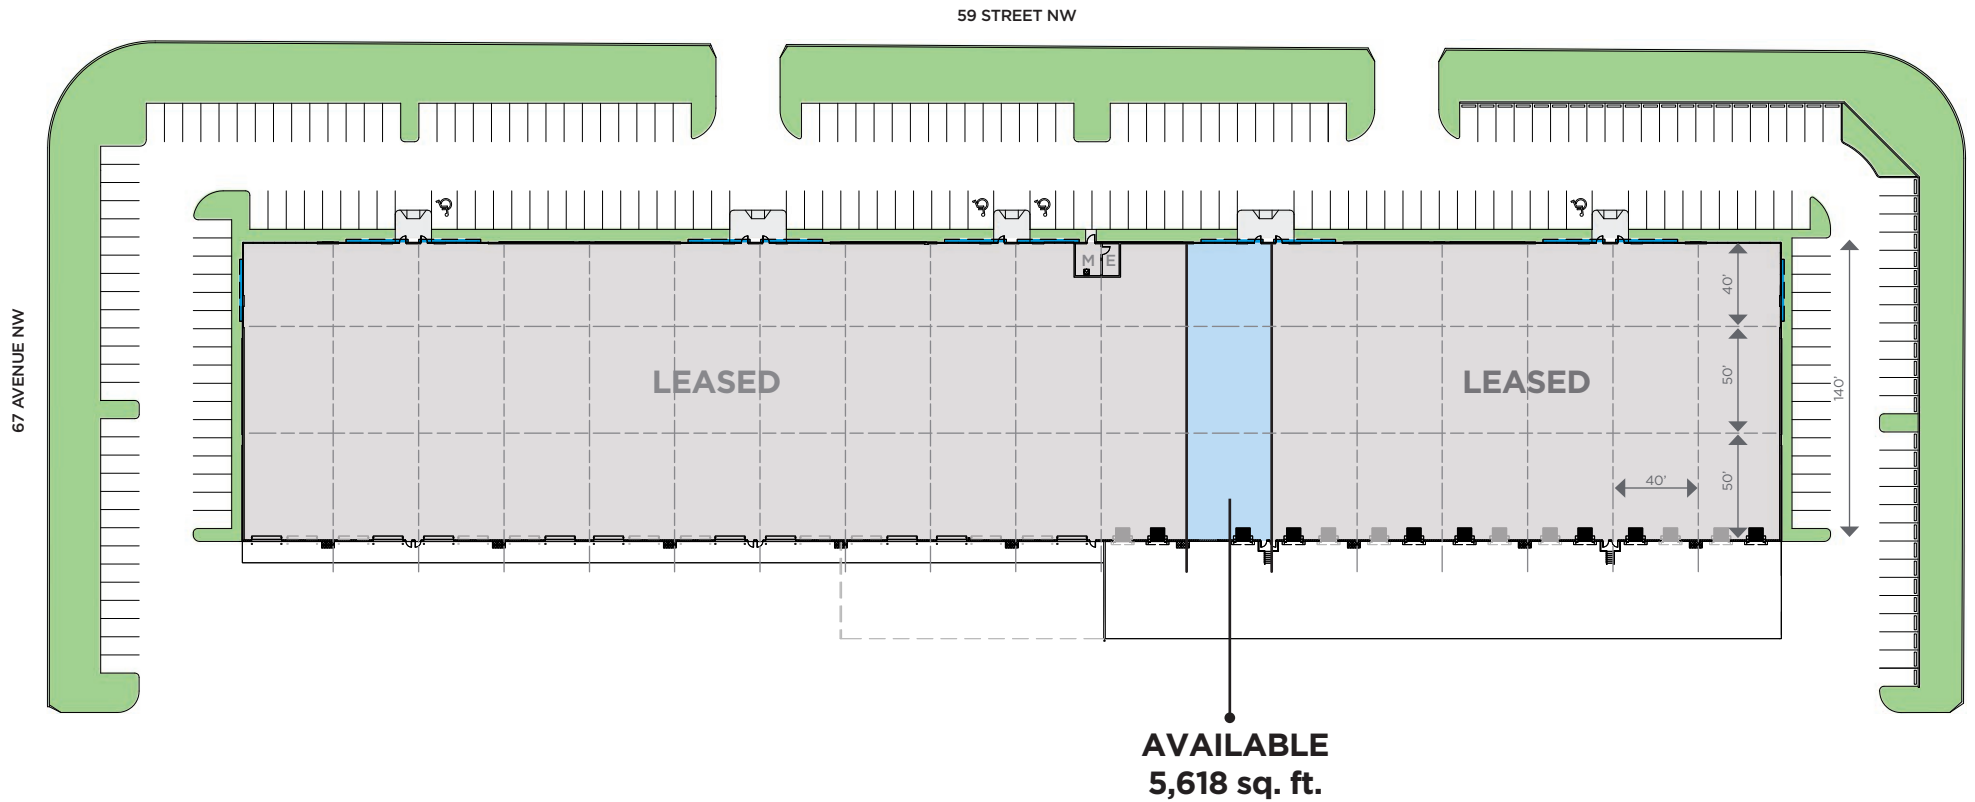 59 STREET NW
67 AVENUE NW
M E
40'
50'
140'
LEASED
LEASED
40'
50'
AVAILABLE
5,618 sq. ft.